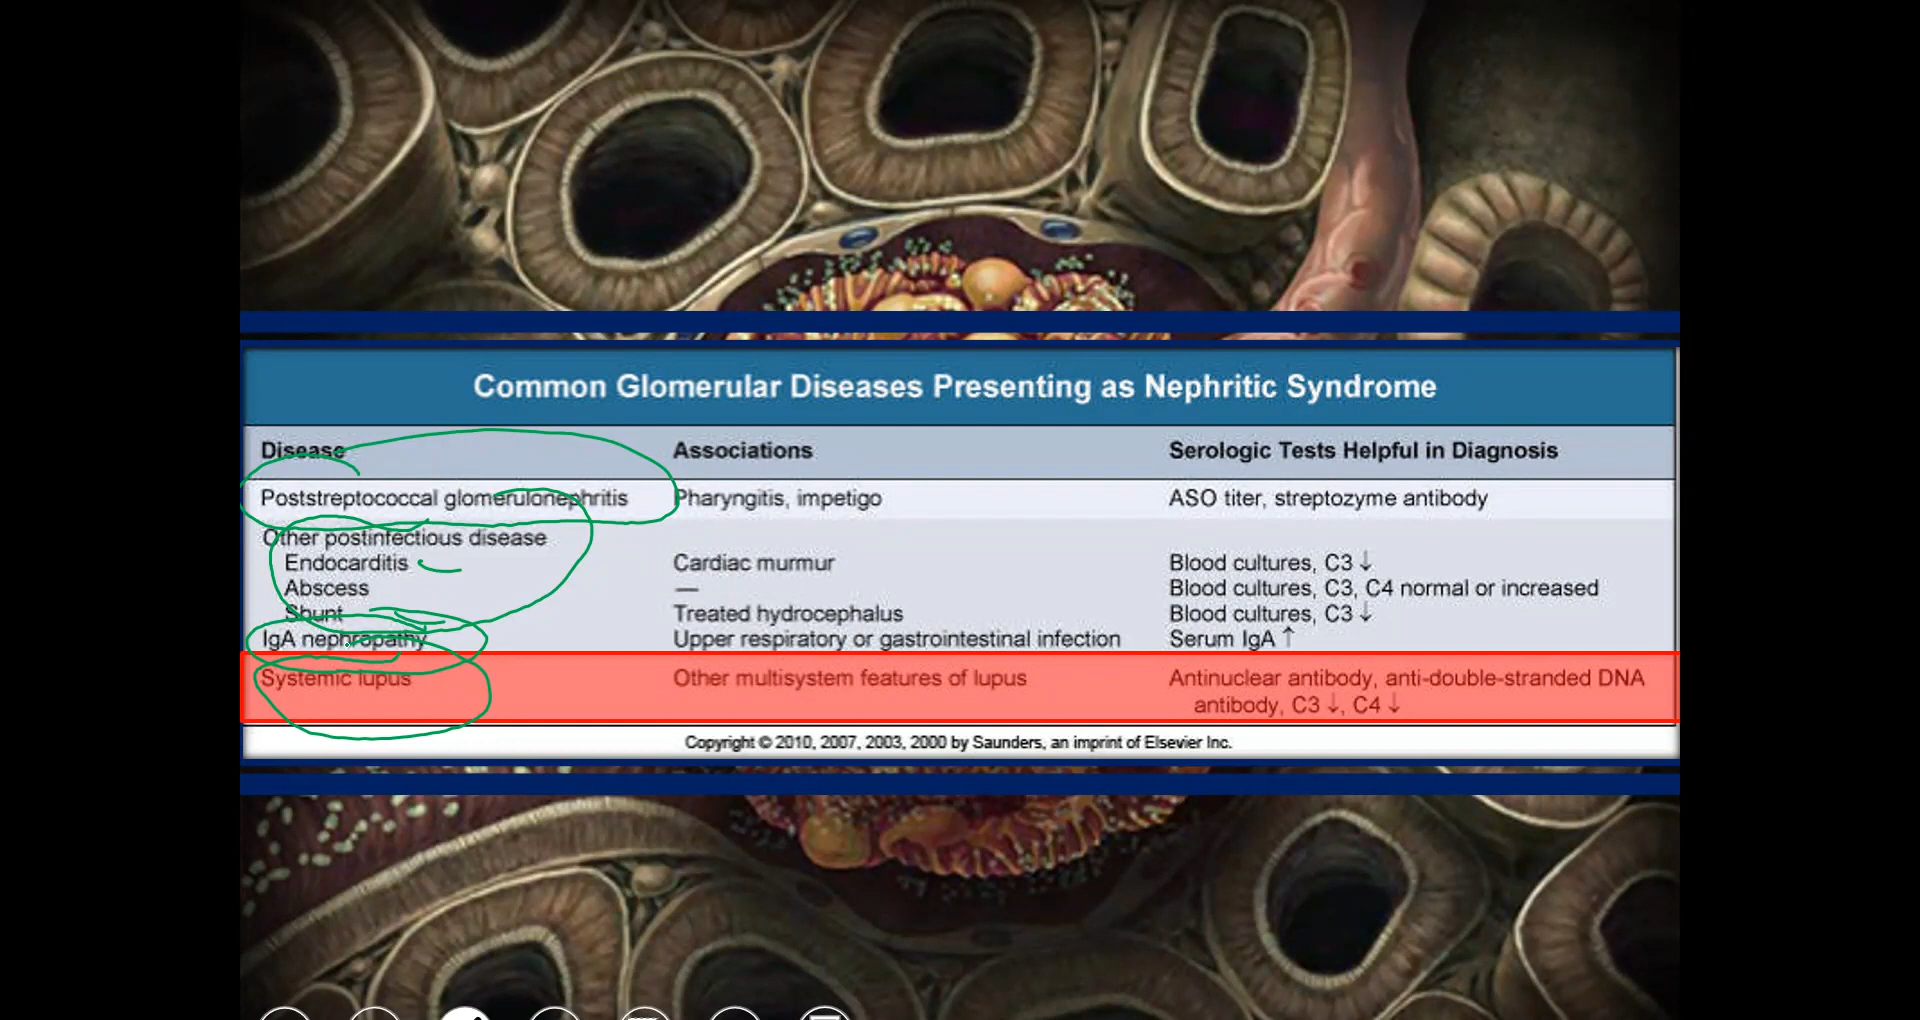 Common Glomerular Diseases Presenting as Nephritic Syndrome
Disease Associations Serologic Tests Helpful in Diagnosis
Poststreptococcal glomerulonephritis Pharyngitis, impetigo ASO titer, streptozyme antibody
Other postinfectious disease
Endocarditis Cardiac murmur Blood cultures, C3 ↓
Abscess — Blood cultures, C3, C4 normal or increased
Shunt Treated hydrocephalus Blood cultures, C3 ↓
IgA nephropathy Upper respiratory or gastrointestinal infection Serum IgA ↑
Systemic lupus Other multisystem features of lupus Antinuclear antibody, anti-double-stranded DNA
antibody, C3 ↓, C4 ↓
Copyright © 2010, 2007, 2003, 2000 by Saunders, an imprint of Elsevier Inc.